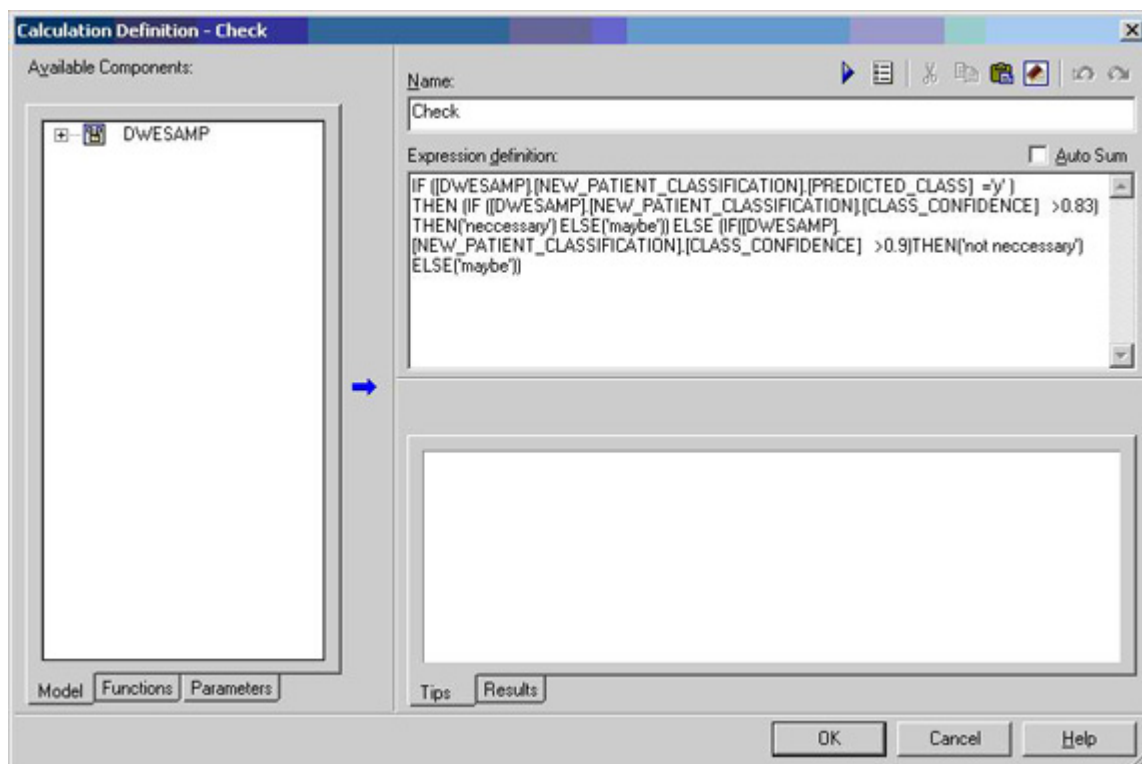 Calculation Definition - Check
Available Components:
DWESAMP
Model Functions Parameters
Name:
Check
Expression definition:
Auto Sum
IF ([DWESAMP].[NEW_PATIENT_CLASSIFICATION].[PREDICTED_CLASS] ='y' )
THEN (IF ([DWESAMP].[NEW_PATIENT_CLASSIFICATION].[CLASS_CONFIDENCE] >0.83)
THEN('neccessary') ELSE('maybe')) ELSE (IF([DWESAMP].
[NEW_PATIENT_CLASSIFICATION].[CLASS_CONFIDENCE] >0.9)THEN('not neccessary')
ELSE('maybe'))
Tips Results
OK Cancel Help